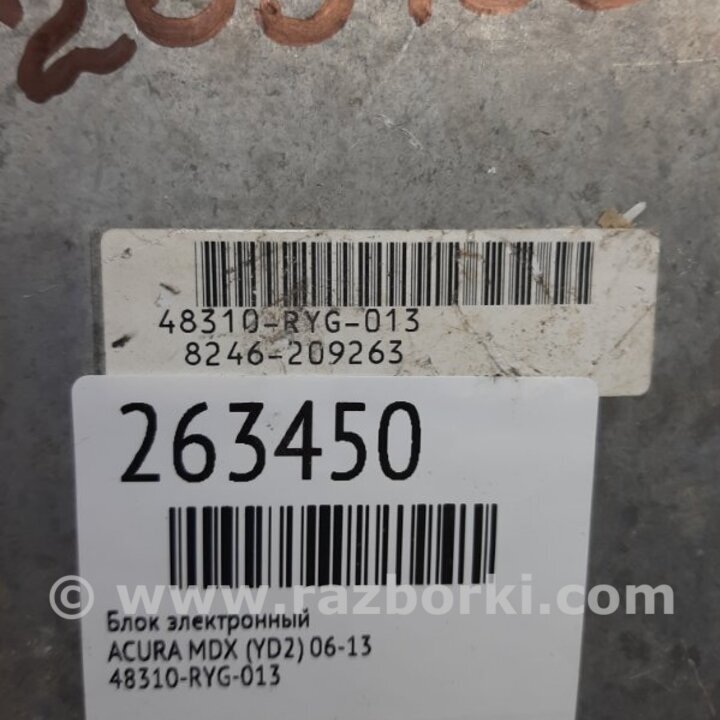 48310-RYG-013
8246-209263
263450
© www.razborki.com
Блок электронный
ACURA MDX (YD2) 06-13
48310-RYG-013